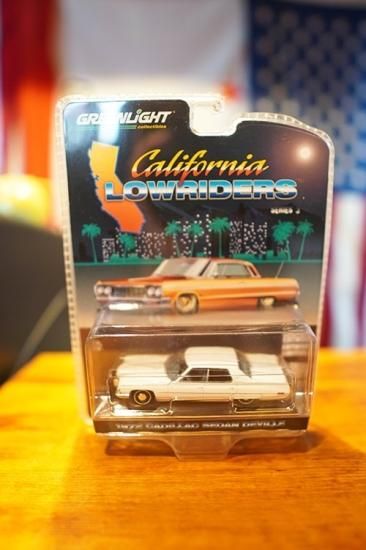 GREENLIGHT
collectibles
California
LOWRIDERS
SERIES 3
1972 CADILLAC SEDAN DEVILLE